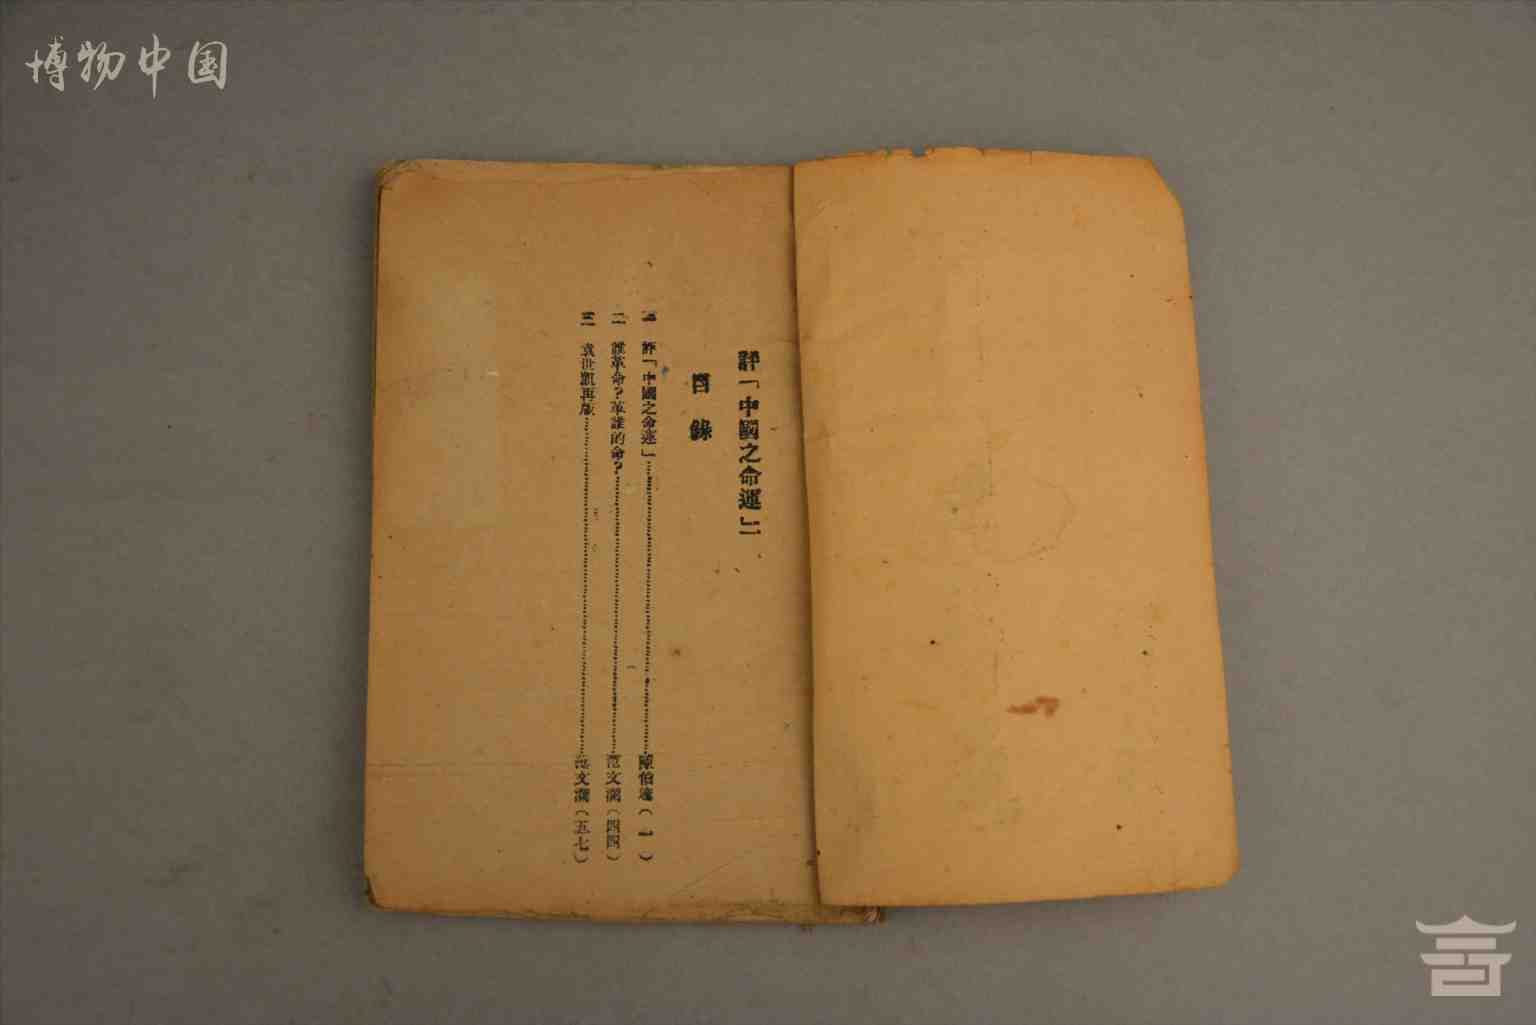 博物中国
評「中國之命運」二
目錄
一 評「中國之命運」……陳伯達（一）
二 誰革命？革誰的命？……范文瀾（四四）
三 袁世凱再版……范文瀾（五七）